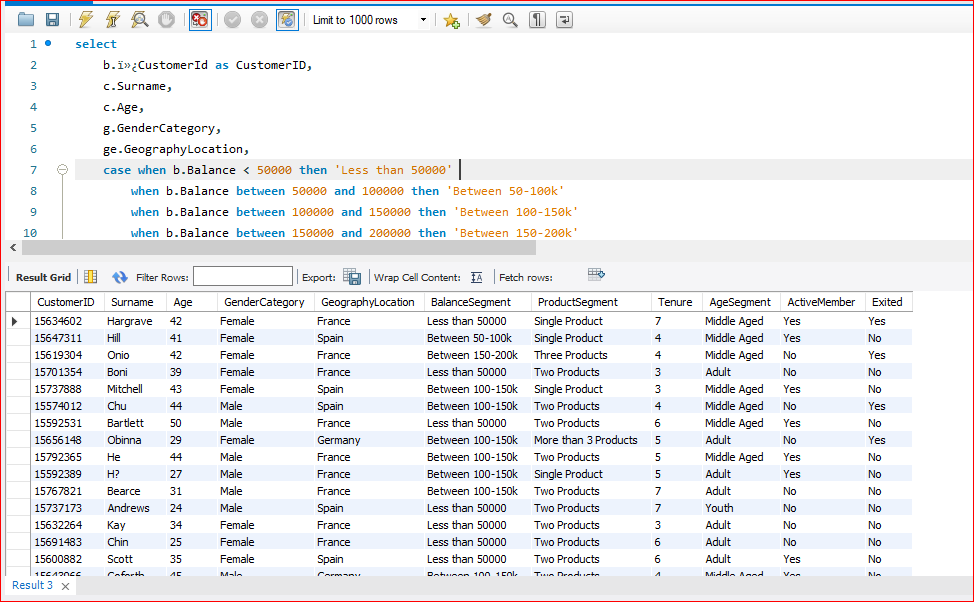 Limit to 1000 rows
1 select
2 b.ï»¿CustomerId as CustomerID,
3 c.Surname,
4 c.Age,
5 g.GenderCategory,
6 ge.GeographyLocation,
7 case when b.Balance < 50000 then 'Less than 50000'
8 when b.Balance between 50000 and 100000 then 'Between 50-100k'
9 when b.Balance between 100000 and 150000 then 'Between 100-150k'
10 when b.Balance between 150000 and 200000 then 'Between 150-200k'
Result Grid Filter Rows: Export: Wrap Cell Content: Fetch rows:
CustomerID Surname Age GenderCategory GeographyLocation BalanceSegment ProductSegment Tenure AgeSegment ActiveMember Exited
15634602 Hargrave 42 Female France Less than 50000 Single Product 7 Middle Aged Yes Yes
15647311 Hill 41 Female Spain Between 50-100k Single Product 4 Middle Aged Yes No
15619304 Onio 42 Female France Between 150-200k Three Products 4 Middle Aged No Yes
15701354 Boni 39 Female France Less than 50000 Two Products 3 Adult No No
15737888 Mitchell 43 Female Spain Between 100-150k Single Product 3 Middle Aged Yes No
15574012 Chu 44 Male Spain Between 100-150k Two Products 4 Middle Aged No Yes
15592531 Bartlett 50 Male France Less than 50000 Two Products 6 Middle Aged Yes No
15656148 Obinna 29 Female Germany Between 100-150k More than 3 Products 5 Adult No Yes
15792365 He 44 Male France Between 100-150k Two Products 5 Middle Aged Yes No
15592389 H? 27 Male France Between 100-150k Single Product 5 Adult Yes No
15767821 Bearce 31 Male France Between 100-150k Two Products 7 Adult No No
15737173 Andrews 24 Male Spain Less than 50000 Two Products 7 Youth No No
15632264 Kay 34 Female France Less than 50000 Two Products 3 Adult No No
15691483 Chin 25 Female France Less than 50000 Two Products 6 Adult No No
15600882 Scott 35 Female Spain Less than 50000 Two Products 6 Adult Yes No
15643966 Goforth 45 Male Germany Between 100-150k Two Products 4 Middle Aged Yes No
Result 3